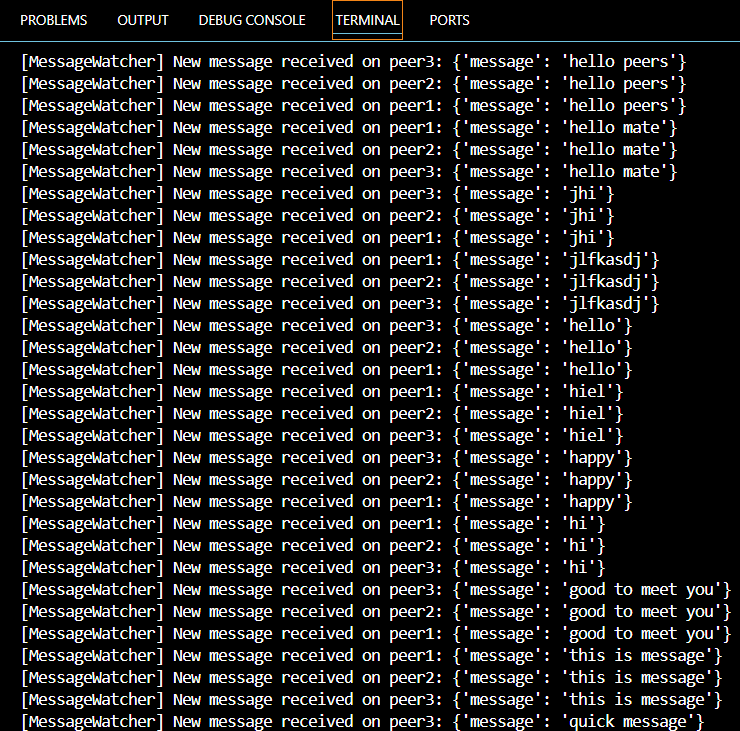 PROBLEMS OUTPUT DEBUG CONSOLE TERMINAL PORTS
[MessageWatcher] New message received on peer3: {'message': 'hello peers'}
[MessageWatcher] New message received on peer2: {'message': 'hello peers'}
[MessageWatcher] New message received on peer1: {'message': 'hello peers'}
[MessageWatcher] New message received on peer1: {'message': 'hello mate'}
[MessageWatcher] New message received on peer2: {'message': 'hello mate'}
[MessageWatcher] New message received on peer3: {'message': 'hello mate'}
[MessageWatcher] New message received on peer3: {'message': 'jhi'}
[MessageWatcher] New message received on peer2: {'message': 'jhi'}
[MessageWatcher] New message received on peer1: {'message': 'jhi'}
[MessageWatcher] New message received on peer1: {'message': 'jlfkasdj'}
[MessageWatcher] New message received on peer2: {'message': 'jlfkasdj'}
[MessageWatcher] New message received on peer3: {'message': 'jlfkasdj'}
[MessageWatcher] New message received on peer3: {'message': 'hello'}
[MessageWatcher] New message received on peer2: {'message': 'hello'}
[MessageWatcher] New message received on peer1: {'message': 'hello'}
[MessageWatcher] New message received on peer1: {'message': 'hiel'}
[MessageWatcher] New message received on peer2: {'message': 'hiel'}
[MessageWatcher] New message received on peer3: {'message': 'hiel'}
[MessageWatcher] New message received on peer3: {'message': 'happy'}
[MessageWatcher] New message received on peer2: {'message': 'happy'}
[MessageWatcher] New message received on peer1: {'message': 'happy'}
[MessageWatcher] New message received on peer1: {'message': 'hi'}
[MessageWatcher] New message received on peer2: {'message': 'hi'}
[MessageWatcher] New message received on peer3: {'message': 'hi'}
[MessageWatcher] New message received on peer3: {'message': 'good to meet you'}
[MessageWatcher] New message received on peer2: {'message': 'good to meet you'}
[MessageWatcher] New message received on peer1: {'message': 'good to meet you'}
[MessageWatcher] New message received on peer1: {'message': 'this is message'}
[MessageWatcher] New message received on peer2: {'message': 'this is message'}
[MessageWatcher] New message received on peer3: {'message': 'this is message'}
[MessageWatcher] New message received on peer3: {'message': 'quick message'}